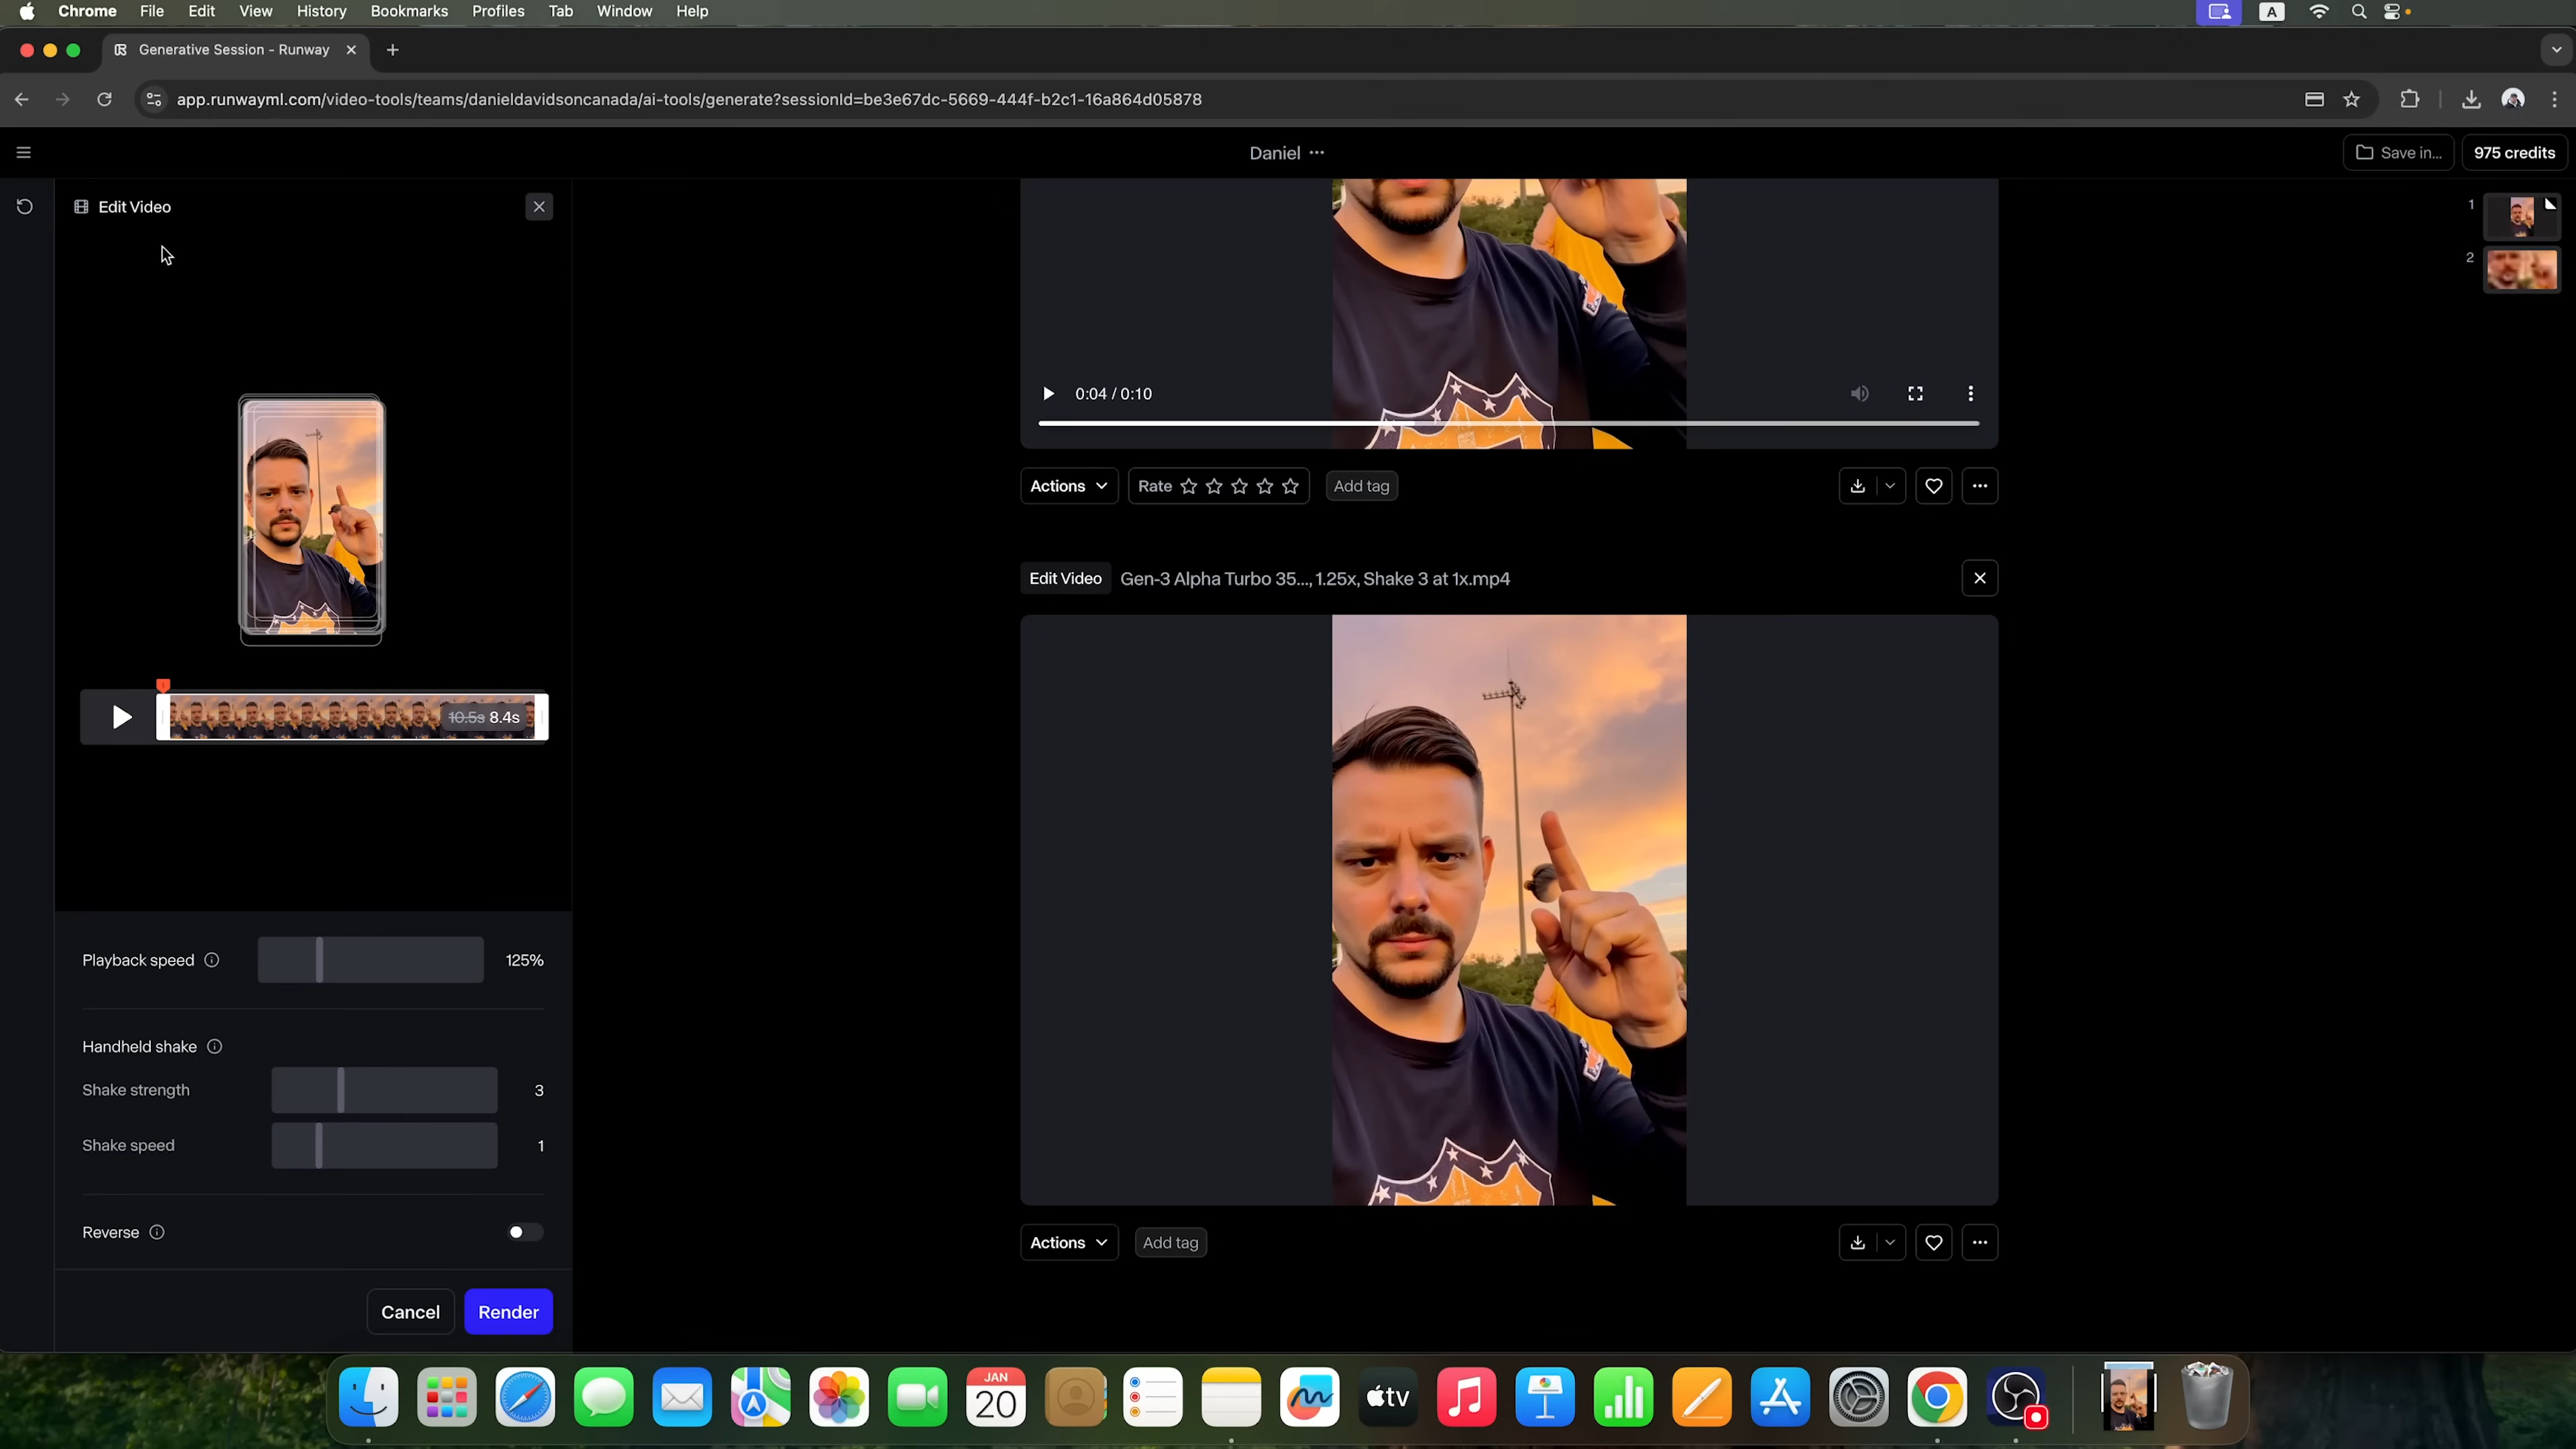 Chrome File Edit View History Bookmarks Profiles Tab Window Help
A
Generative Session - Runway
app.runwayml.com/video-tools/teams/danieldavidsoncanada/ai-tools/generate?sessionId=be3e67dc-5669-444f-b2c1-16a864d05878
Daniel ···
Save in...
975 credits
Edit Video
1
2
0:04 / 0:10
Actions
Rate
Add tag
Edit Video
Gen-3 Alpha Turbo 35..., 1.25x, Shake 3 at 1x.mp4
10.5s 8.4s
Playback speed
125%
Handheld shake
Shake strength
3
Shake speed
1
Reverse
Cancel
Render
Actions
Add tag
JAN
20
tv